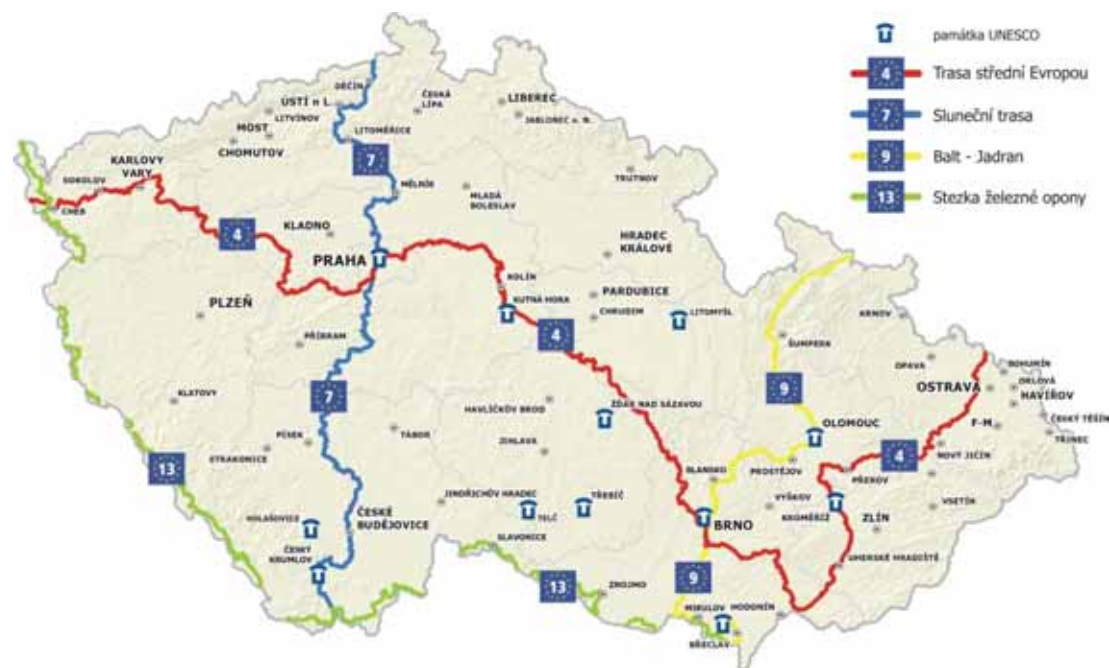 památka UNESCO
4 Trasa střední Evropou
7 Sluneční trasa
9 Balt - Jadran
13 Stezka železné opony
DĚČÍN
ÚSTÍ n L.
LITVÍNOV
MOST
CHOMUTOV
ČESKÁ
LÍPA
LIBEREC
JABLONEC n. N.
LITOMĚŘICE
7
KARLOVY
VARY
SOKOLOV
CHEB
MĚLNÍK
MLADÁ
BOLESLAV
TRUTNOV
4
KLADNO
PRAHA
HRADEC
KRÁLOVÉ
KOLÍN
KUTNÁ HORA
PARDUBICE
CHRUDIM
LITOMYŠL
PLZEŇ
PŘÍBRAM
4
ŠUMPERK
KRNOV
OPAVA
BOHUMÍN
OSTRAVA
ORLOVÁ
HAVÍŘOV
KLATOVY
7
9
HAVLÍČKŮV BROD
ŽĎÁR NAD SÁZAVOU
OLOMOUC
F-M
ČESKÝ TĚŠÍN
TŘINEC
PÍSEK
TÁBOR
JIHLAVA
STRAKONICE
13
BLANSKO
PROSTĚJOV
4
NOVÝ JIČÍN
PŘEROV
JINDŘICHŮV HRADEC
TELČ
TŘEBÍČ
VYŠKOV
KROMĚŘÍŽ
VSETÍN
ZLÍN
HOLAŠOVICE
ČESKÉ
BUDĚJOVICE
BRNO
SLAVONICE
ČESKÝ
KRUMLOV
UHERSKÉ HRADIŠTĚ
13
ZNOJMO
9
MIKULOV
HODONÍN
BŘECLAV